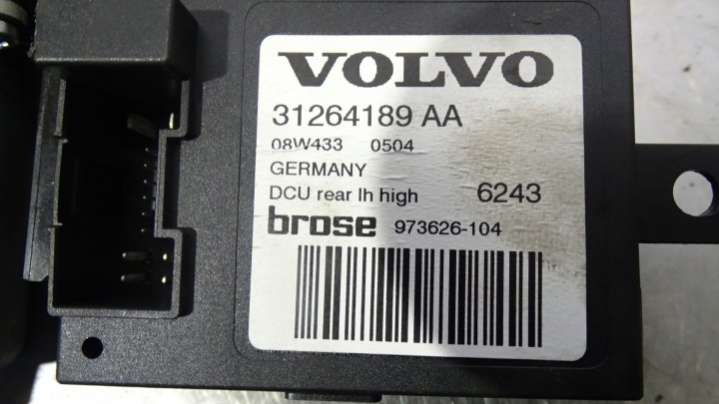 VOLVO
31264189 AA
08W433 0504
GERMANY
DCU rear lh high 6243
brose 973626-104